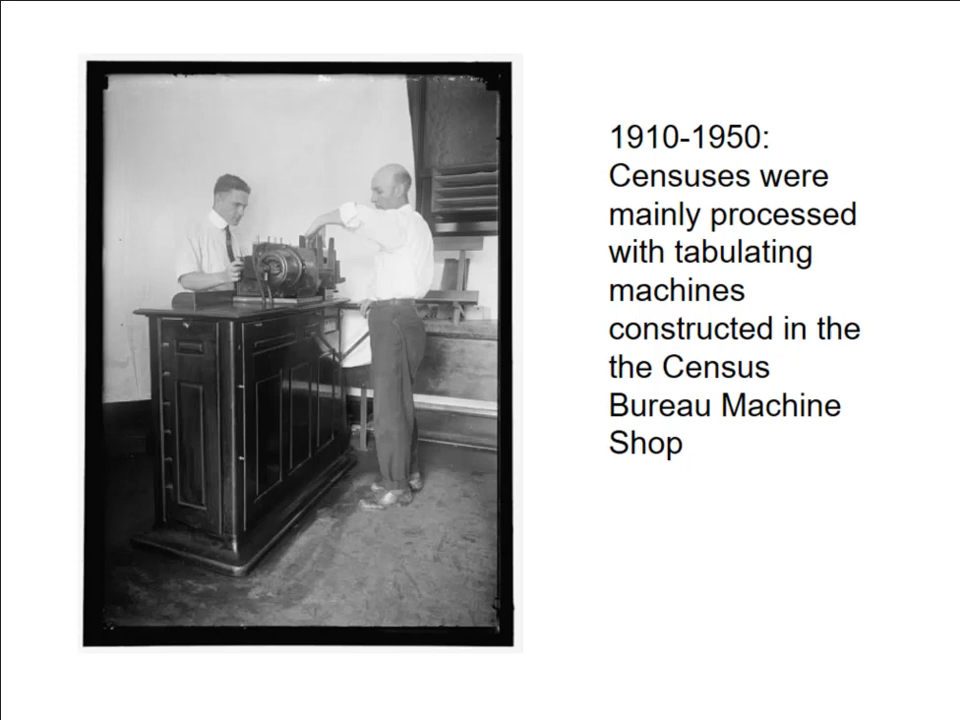 1910-1950:
Censuses were
mainly processed
with tabulating
machines
constructed in the
the Census
Bureau Machine
Shop